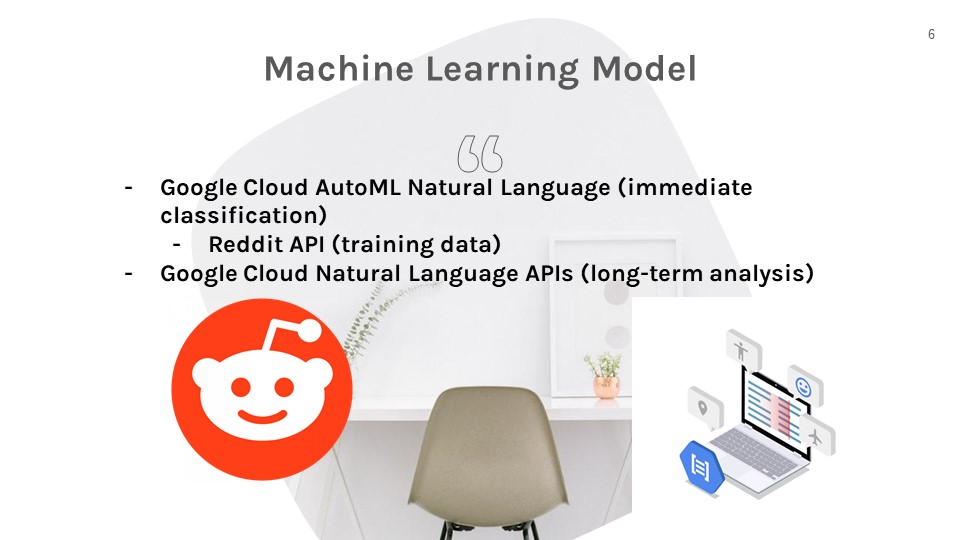 6
Machine Learning Model
“
- Google Cloud AutoML Natural Language (immediate
classification)
- Reddit API (training data)
- Google Cloud Natural Language APIs (long-term analysis)